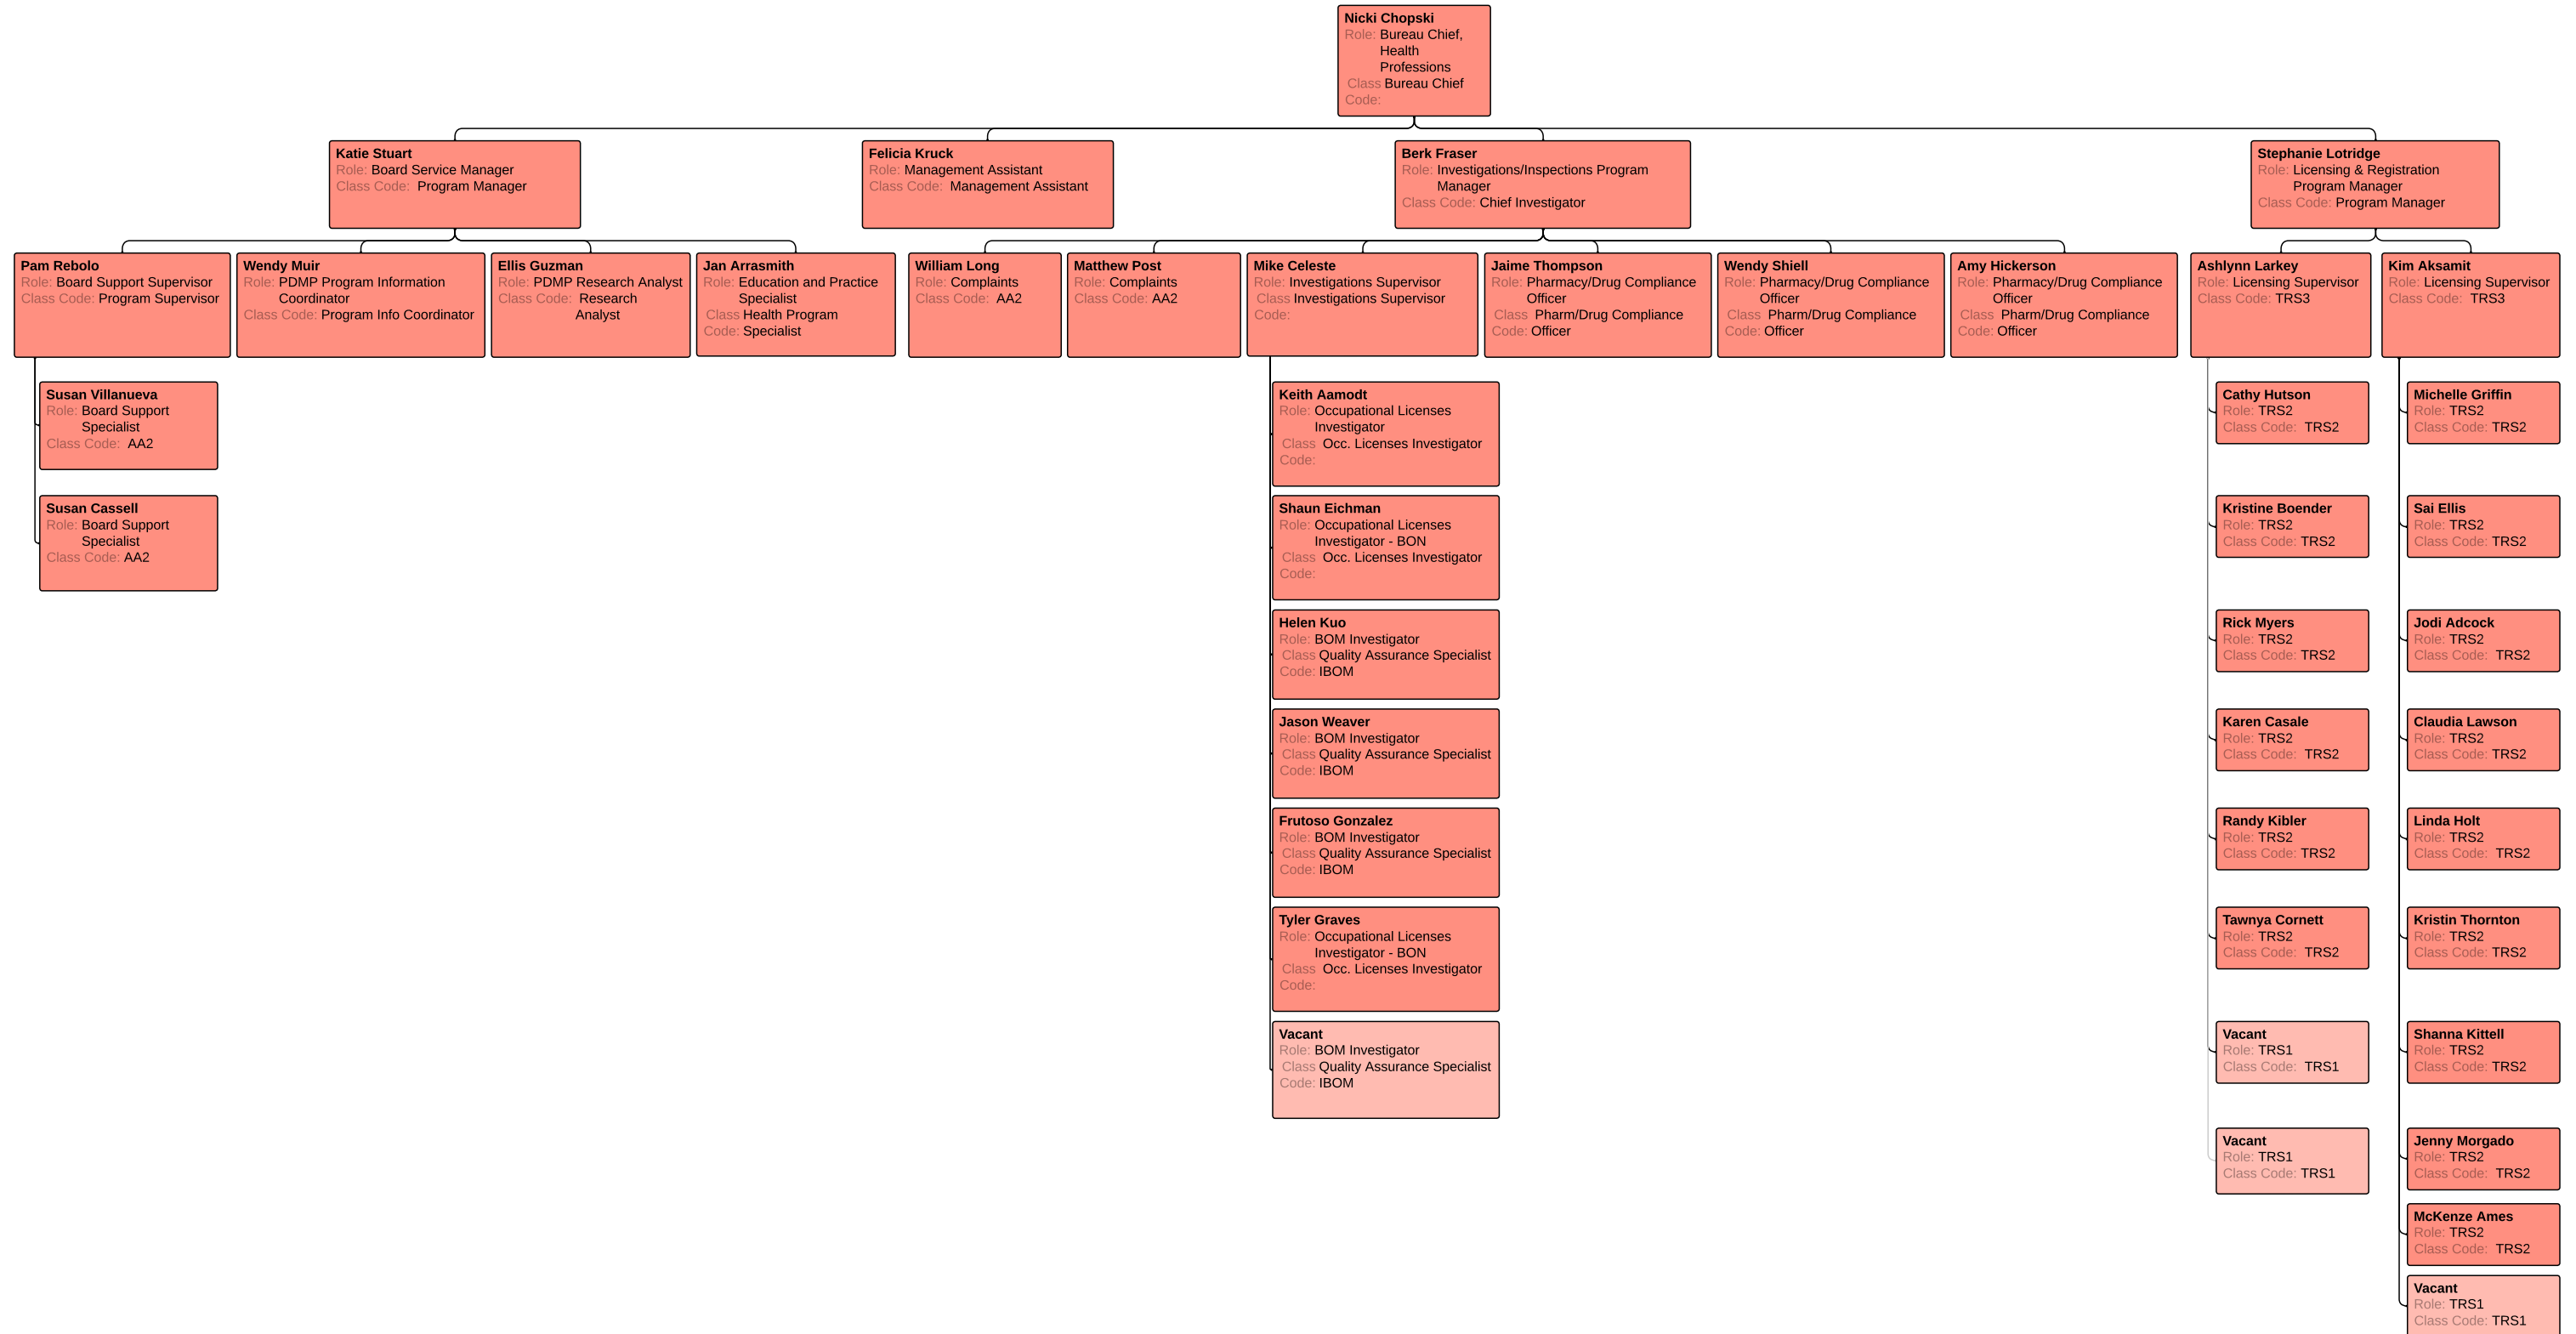 Nicki Chopski
Role: Bureau Chief,
Health
Professions
Class Bureau Chief
Code:
Katie Stuart
Role: Board Service Manager
Class Code: Program Manager
Felicia Kruck
Role: Management Assistant
Class Code: Management Assistant
Berk Fraser
Role: Investigations/Inspections Program
Manager
Class Code: Chief Investigator
Stephanie Lotridge
Role: Licensing & Registration
Program Manager
Class Code: Program Manager
Pam Rebolo
Role: Board Support Supervisor
Class Code: Program Supervisor
Wendy Muir
Role: PDMP Program Information
Coordinator
Class Code: Program Info Coordinator
Ellis Guzman
Role: PDMP Research Analyst
Class Code: Research
Analyst
Jan Arrasmith
Role: Education and Practice
Specialist
Class Health Program
Code: Specialist
William Long
Role: Complaints
Class Code: AA2
Matthew Post
Role: Complaints
Class Code: AA2
Mike Celeste
Role: Investigations Supervisor
Class Investigations Supervisor
Code:
Jaime Thompson
Role: Pharmacy/Drug Compliance
Officer
Class Pharm/Drug Compliance
Code: Officer
Wendy Shiell
Role: Pharmacy/Drug Compliance
Officer
Class Pharm/Drug Compliance
Code: Officer
Amy Hickerson
Role: Pharmacy/Drug Compliance
Officer
Class Pharm/Drug Compliance
Code: Officer
Ashlynn Larkey
Role: Licensing Supervisor
Class Code: TRS3
Kim Aksamit
Role: Licensing Supervisor
Class Code: TRS3
Susan Villanueva
Role: Board Support
Specialist
Class Code: AA2
Susan Cassell
Role: Board Support
Specialist
Class Code: AA2
Keith Aamodt
Role: Occupational Licenses
Investigator
Class Occ. Licenses Investigator
Code:
Shaun Eichman
Role: Occupational Licenses
Investigator - BON
Class Occ. Licenses Investigator
Code:
Helen Kuo
Role: BOM Investigator
Class Quality Assurance Specialist
Code: IBOM
Jason Weaver
Role: BOM Investigator
Class Quality Assurance Specialist
Code: IBOM
Frutoso Gonzalez
Role: BOM Investigator
Class Quality Assurance Specialist
Code: IBOM
Tyler Graves
Role: Occupational Licenses
Investigator - BON
Class Occ. Licenses Investigator
Code:
Vacant
Role: BOM Investigator
Class Quality Assurance Specialist
Code: IBOM
Cathy Hutson
Role: TRS2
Class Code: TRS2
Kristine Boender
Role: TRS2
Class Code: TRS2
Rick Myers
Role: TRS2
Class Code: TRS2
Karen Casale
Role: TRS2
Class Code: TRS2
Randy Kibler
Role: TRS2
Class Code: TRS2
Tawnya Cornett
Role: TRS2
Class Code: TRS2
Vacant
Role: TRS1
Class Code: TRS1
Vacant
Role: TRS1
Class Code: TRS1
Michelle Griffin
Role: TRS2
Class Code: TRS2
Sai Ellis
Role: TRS2
Class Code: TRS2
Jodi Adcock
Role: TRS2
Class Code: TRS2
Claudia Lawson
Role: TRS2
Class Code: TRS2
Linda Holt
Role: TRS2
Class Code: TRS2
Kristin Thornton
Role: TRS2
Class Code: TRS2
Shanna Kittell
Role: TRS2
Class Code: TRS2
Jenny Morgado
Role: TRS2
Class Code: TRS2
McKenze Ames
Role: TRS2
Class Code: TRS2
Vacant
Role: TRS1
Class Code: TRS1